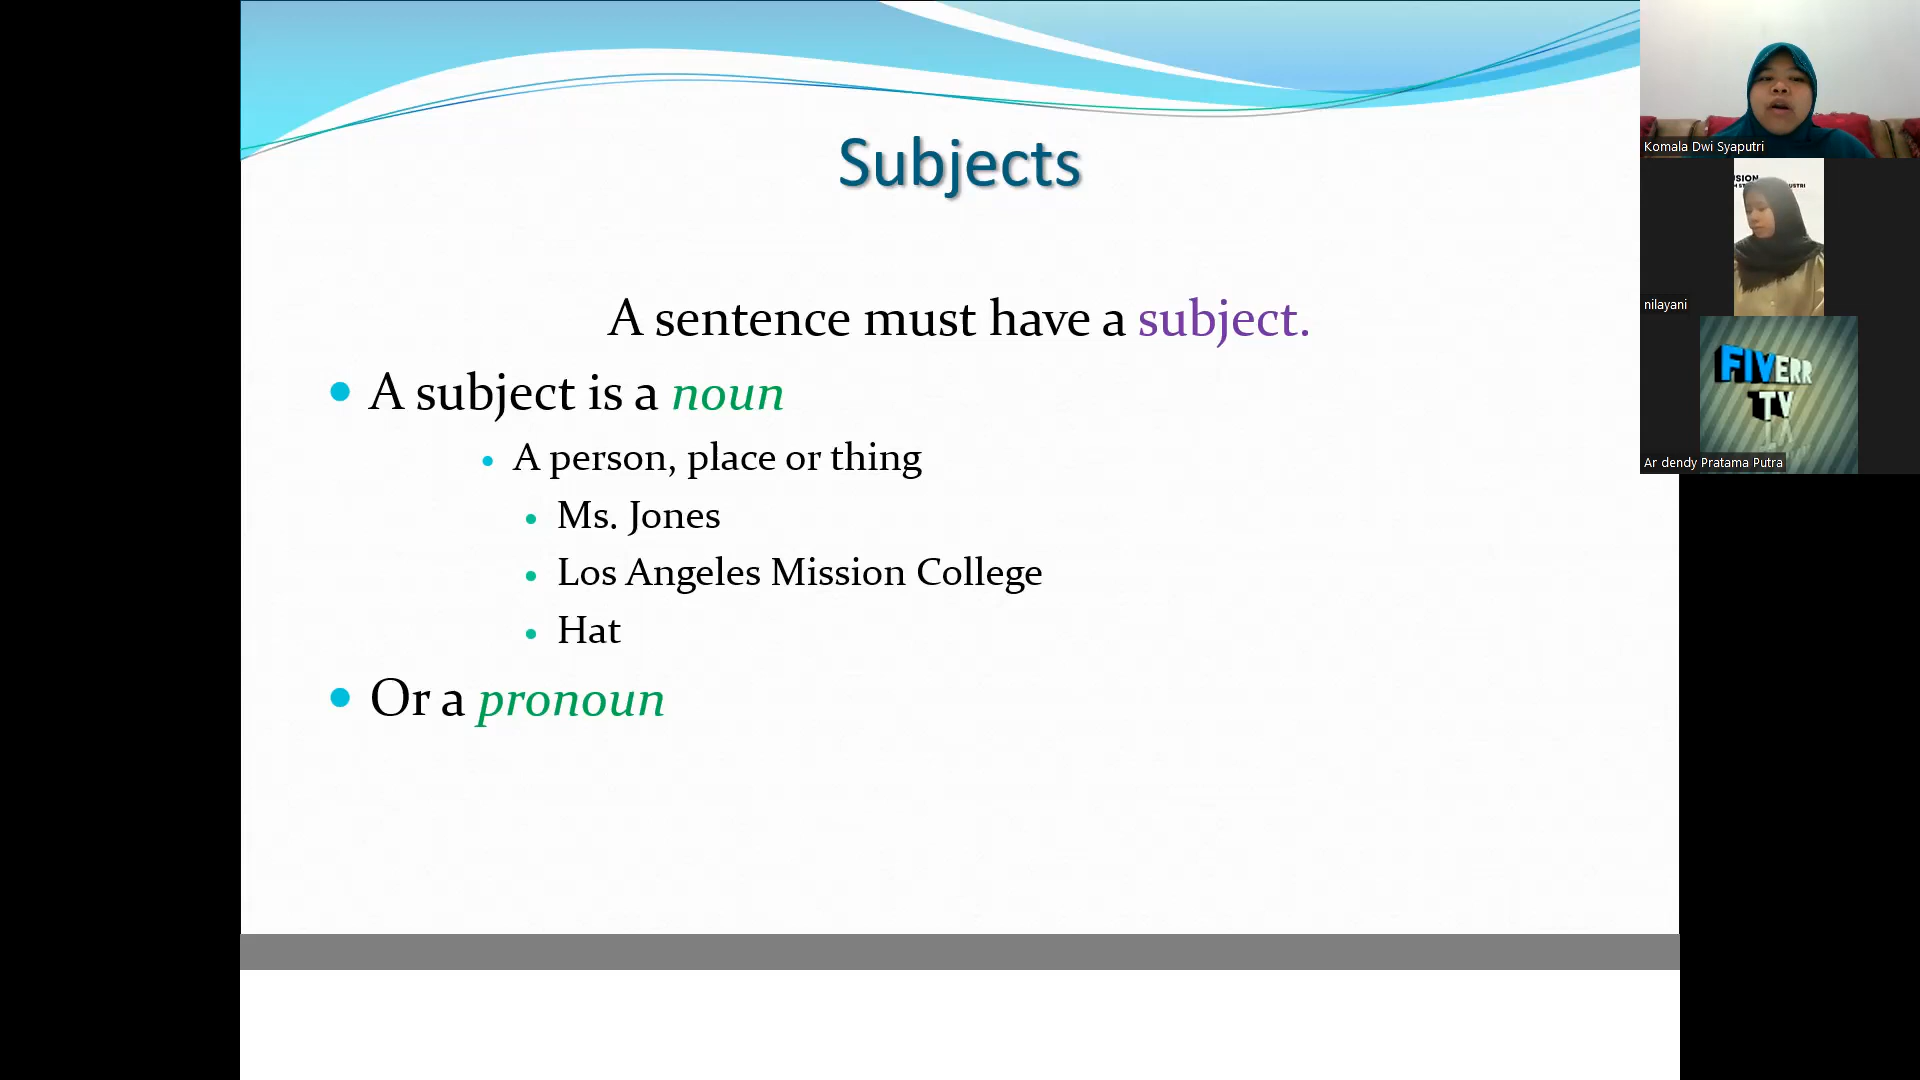 Subjects
A sentence must have a subject.
A subject is a noun
A person, place or thing
Ms. Jones
Los Angeles Mission College
Hat
Or a pronoun
Komala Dwi Syaputri
nilayani
FIVERR
TV
Ar dendy Pratama Putra